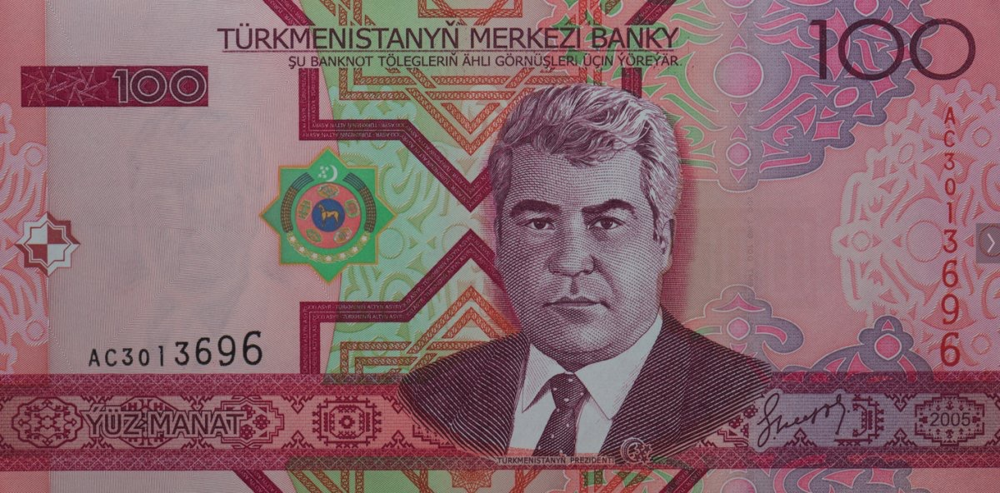 TÜRKMENISTANYŇ MERKEZI BANKY
ŞU BANKNOT TÖLEGLERIŇ ÄHLI GÖRNÜŞLERI ÜÇIN ÝÖREÝÄR.
100
100
AC3013696
AC3013696
ÝÜZ MANAT
2005
TÜRKMENISTANYŇ PREZIDENTI